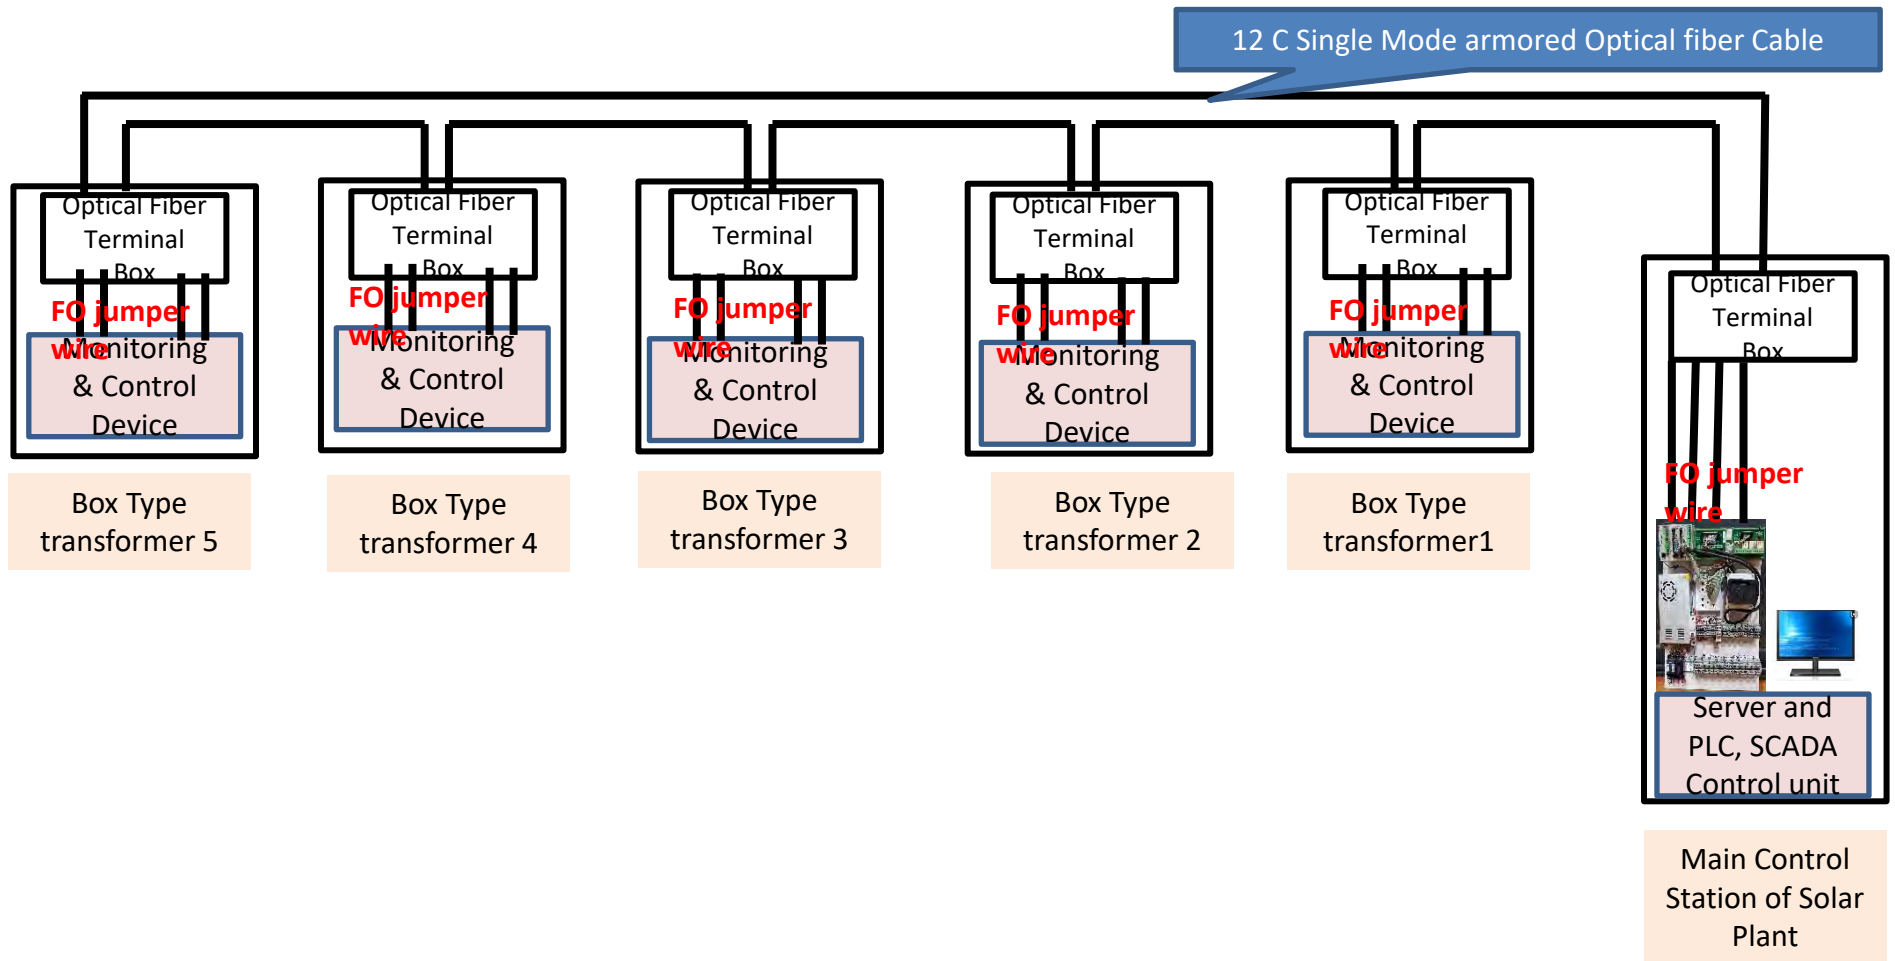 12 C Single Mode armored Optical fiber Cable
Optical Fiber
Terminal
Box
FO jumper
wire
Monitoring
& Control
Device
Box Type
transformer 5
Optical Fiber
Terminal
Box
FO jumper
wire
Monitoring
& Control
Device
Box Type
transformer 4
Optical Fiber
Terminal
Box
FO jumper
wire
Monitoring
& Control
Device
Box Type
transformer 3
Optical Fiber
Terminal
Box
FO jumper
wire
Monitoring
& Control
Device
Box Type
transformer 2
Optical Fiber
Terminal
Box
FO jumper
wire
Monitoring
& Control
Device
Box Type
transformer1
Optical Fiber
Terminal
Box
FO jumper
wire
Server and
PLC, SCADA
Control unit
Main Control
Station of Solar
Plant